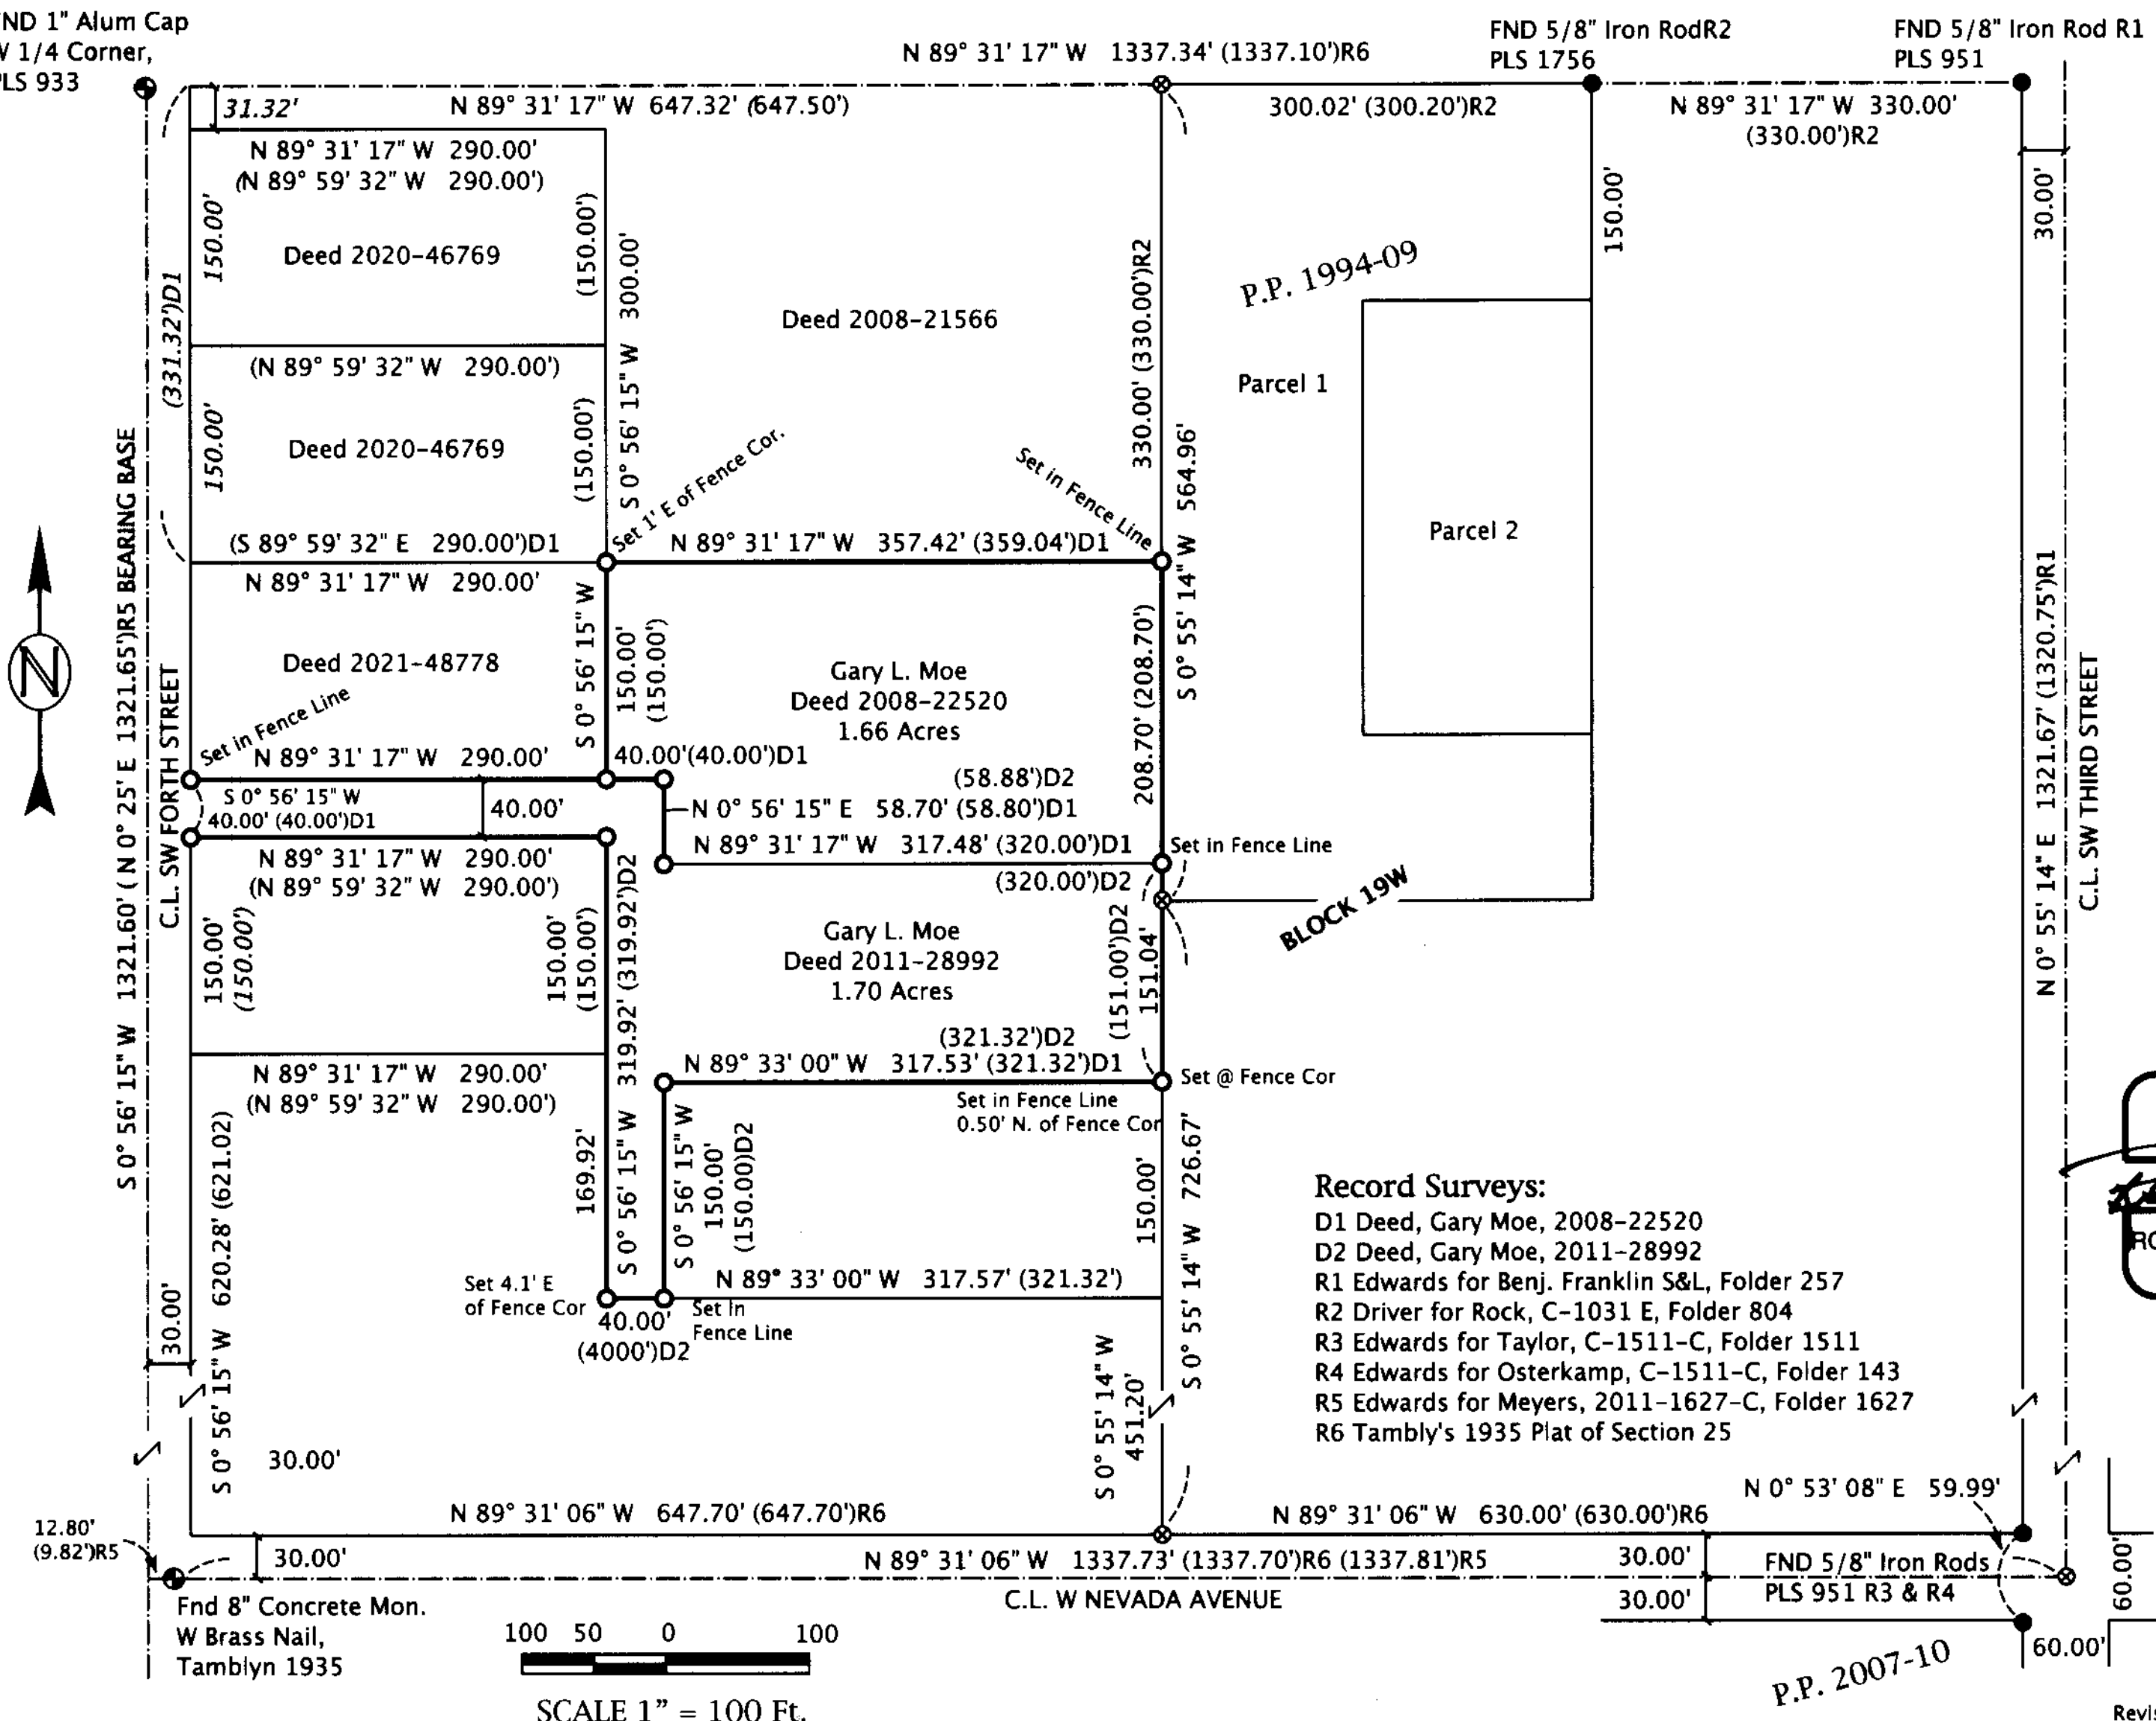 FND 1" Alum Cap
1/4 Corner,
PLS 933
N 89° 31' 17" W 1337.34' (1337.10')R6
FND 5/8" Iron RodR2
PLS 1756
FND 5/8" Iron Rod R1
PLS 951
31.32'
N 89° 31' 17" W 647.32' (647.50')
300.02' (300.20')R2
N 89° 31' 17" W 330.00'
(330.00')R2
N 89° 31' 17" W 290.00'
(N 89° 59' 32" W 290.00')
150.00'
Deed 2020-46769
(150.00')
S 0° 56' 15" W 300.00'
Deed 2008-21566
330.00' (330.00')R2
P.P. 1994-09
150.00'
30.00'
(331.32')D1
(N 89° 59' 32" W 290.00')
150.00'
Deed 2020-46769
(150.00')
Parcel 1
Parcel 2
S 0° 55' 14" W 564.96'
Set 1' E of Fence Cor.
Set in Fence Line
(S 89° 59' 32" E 290.00')D1
N 89° 31' 17" W 357.42' (359.04')D1
N 89° 31' 17" W 290.00'
Deed 2021-48778
S 0° 56' 15" W
150.00'
(150.00')
Gary L. Moe
Deed 2008-22520
1.66 Acres
208.70' (208.70')
S 0° 56' 15" W 1321.60' ( N 0° 25' E 1321.65')R5 BEARING BASE
C.L. SW FORTH STREET
N
Set in Fence Line
N 89° 31' 17" W 290.00'
40.00'(40.00')D1
(58.88')D2
S 0° 56' 15" W
40.00' (40.00')D1
40.00'
N 0° 56' 15" E 58.70' (58.80')D1
N 89° 31' 17" W 317.48' (320.00')D1
Set in Fence Line
(320.00')D2
N 89° 31' 17" W 290.00'
(N 89° 59' 32" W 290.00')
BLOCK 19W
150.00'
(150.00')
150.00'
(150.00')
319.92' (319.92')D2
Gary L. Moe
Deed 2011-28992
1.70 Acres
(151.00')D2
151.04'
N 0° 55' 14" E 1321.67' (1320.75')R1
C.L. SW THIRD STREET
(321.32')D2
N 89° 33' 00" W 317.53' (321.32')D1
Set @ Fence Cor
Set in Fence Line
0.50' N. of Fence Cor
N 89° 31' 17" W 290.00'
(N 89° 59' 32" W 290.00')
169.92'
S 0° 56' 15" W
S 0° 56' 15" W
150.00'
(150.00)D2
150.00'
S 0° 55' 14" W 726.67'
S 0° 56' 15" W 620.28' (621.02)
30.00'
N 89° 33' 00" W 317.57' (321.32')
Set 4.1' E
of Fence Cor
40.00'
(4000')D2
Set In
Fence Line
S 0° 55' 14" W
451.20'
Record Surveys:
D1 Deed, Gary Moe, 2008-22520
D2 Deed, Gary Moe, 2011-28992
R1 Edwards for Benj. Franklin S&L, Folder 257
R2 Driver for Rock, C-1031 E, Folder 804
R3 Edwards for Taylor, C-1511-C, Folder 1511
R4 Edwards for Osterkamp, C-1511-C, Folder 143
R5 Edwards for Meyers, 2011-1627-C, Folder 1627
R6 Tambly's 1935 Plat of Section 25
30.00'
N 0° 53' 08" E 59.99'
N 89° 31' 06" W 647.70' (647.70')R6
N 89° 31' 06" W 630.00' (630.00')R6
12.80'
(9.82')R5
30.00'
N 89° 31' 06" W 1337.73' (1337.70')R6 (1337.81')R5
30.00'
FND 5/8" Iron Rods
PLS 951 R3 & R4
C.L. W NEVADA AVENUE
30.00'
60.00'
60.00'
Fnd 8" Concrete Mon.
W Brass Nail,
Tamblyn 1935
100 50 0 100
SCALE 1" = 100 Ft.
P.P. 2007-10
Revis